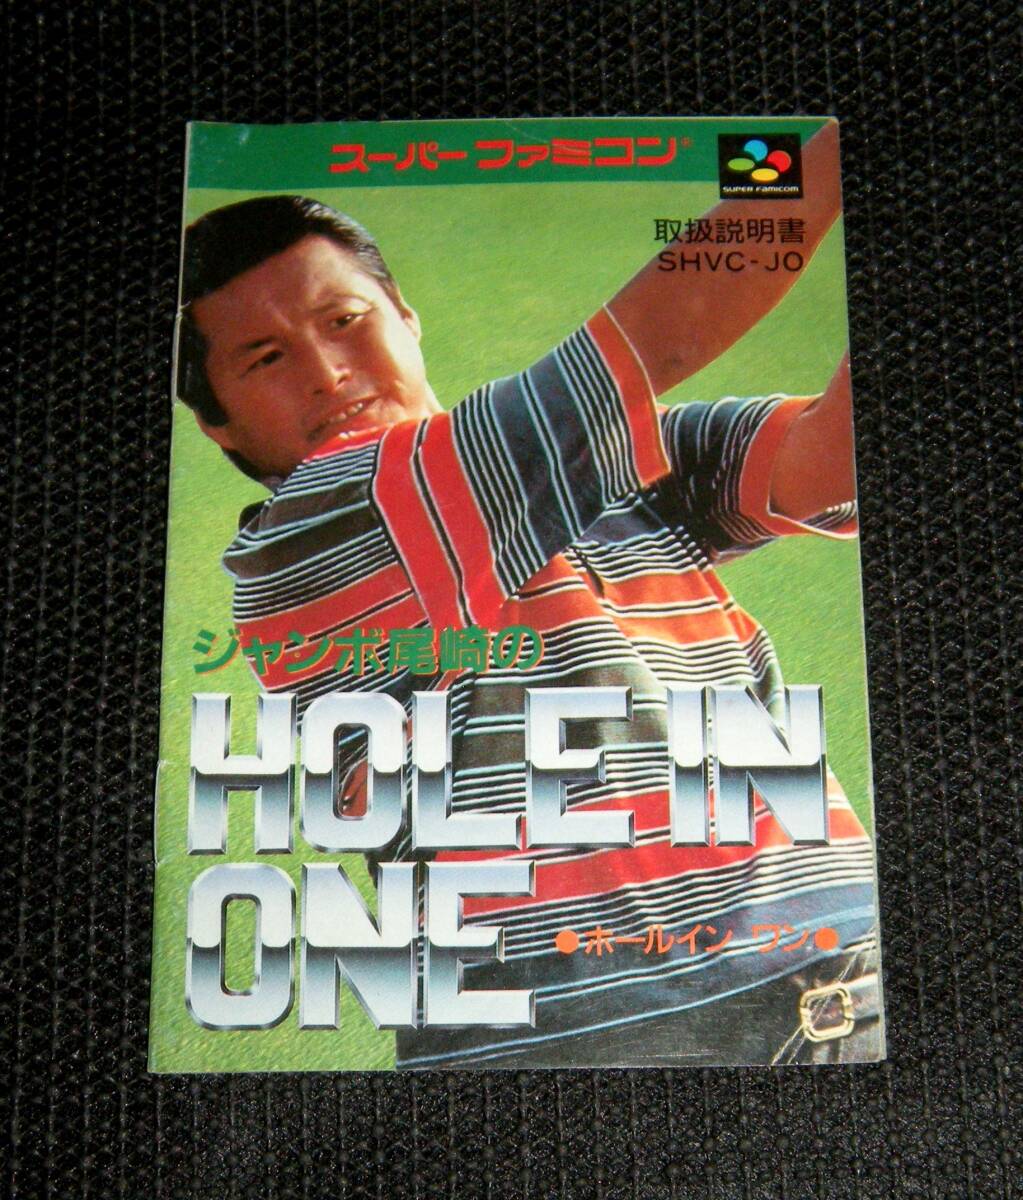 スーパーファミコン®
SUPER FAMICOM
取扱説明書
SHVC-JO
ジャンボ尾崎の
HOLE IN
ONE
●ホールイン ワン●